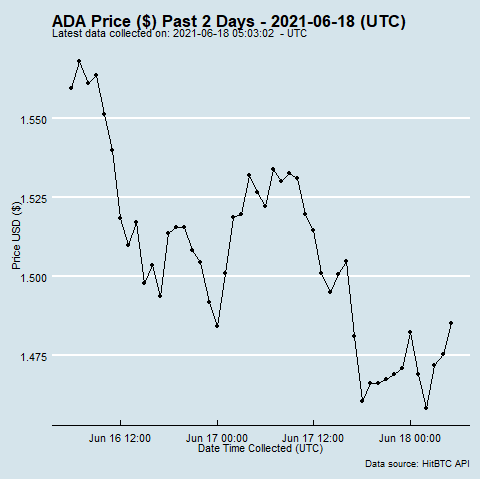 ADA Price ($) Past 2 Days - 2021-06-18 (UTC)
Latest data collected on: 2021-06-18 05:03:02  - UTC
1.550
1.525
1.500
1.475
Price USD ($)
Jun 16 12:00 Jun 17 00:00 Jun 17 12:00 Jun 18 00:00
Date Time Collected (UTC)
Data source: HitBTC API